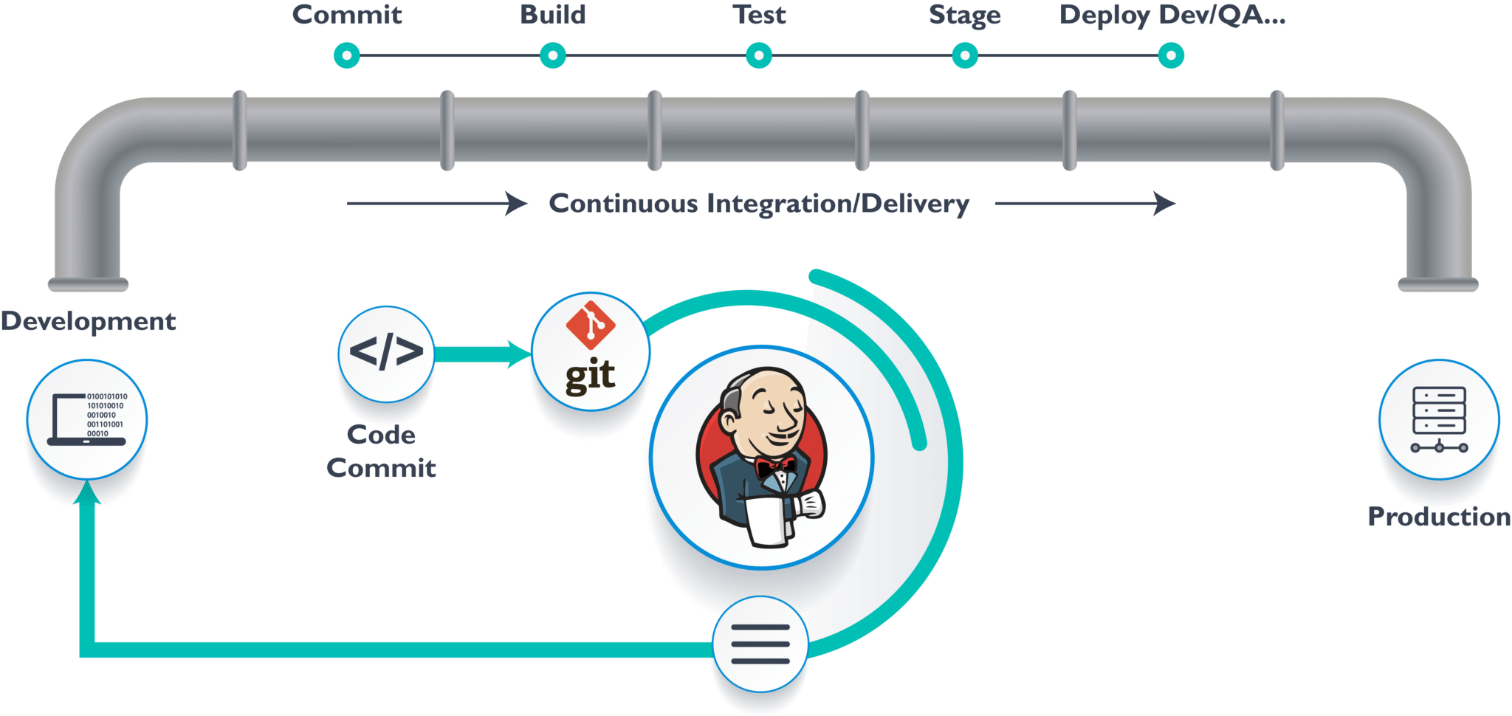 Commit
Build
Test
Stage
Deploy Dev/QA...
Continuous Integration/Delivery
Development
0100101010
101010010
0010010
001101001
00010
</>
git
Code
Commit
Production